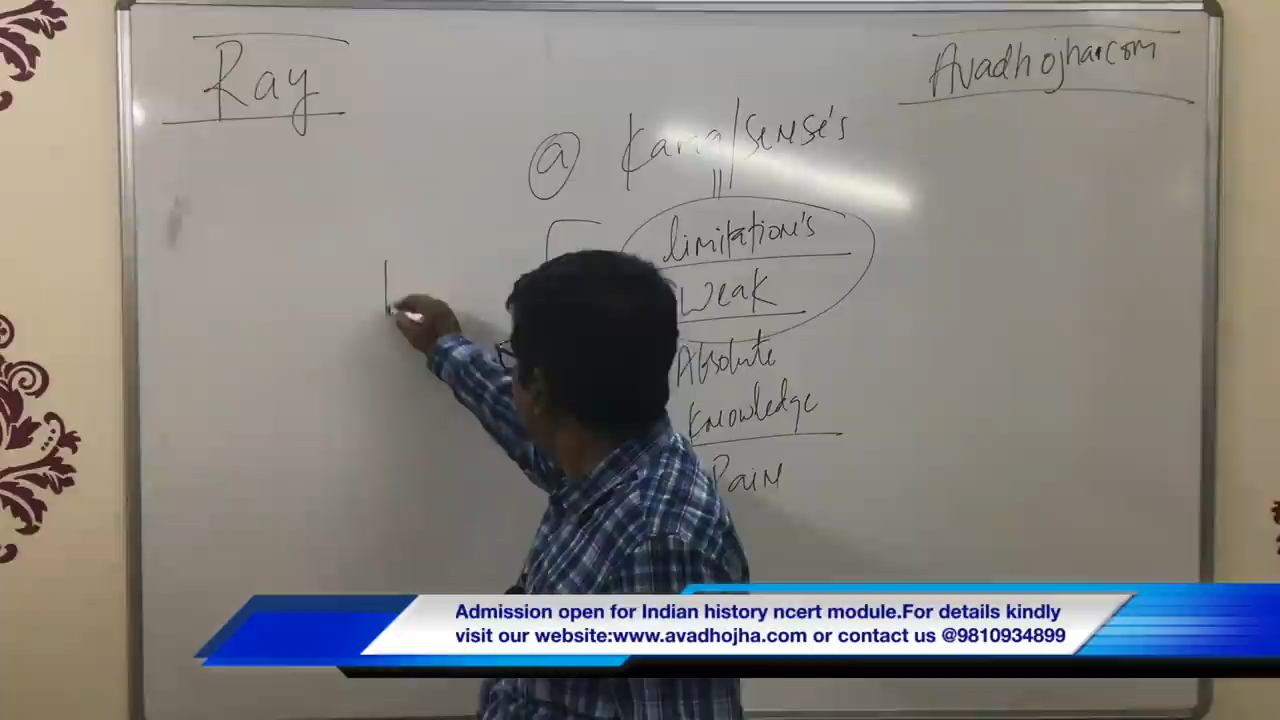 Ray
Avadhojha.com
a Kama/Sense's
limitation's
Weak
Absolute
Knowledge
Pain
Admission open for Indian history ncert module.For details kindly
visit our website:www.avadhojha.com or contact us @9810934899